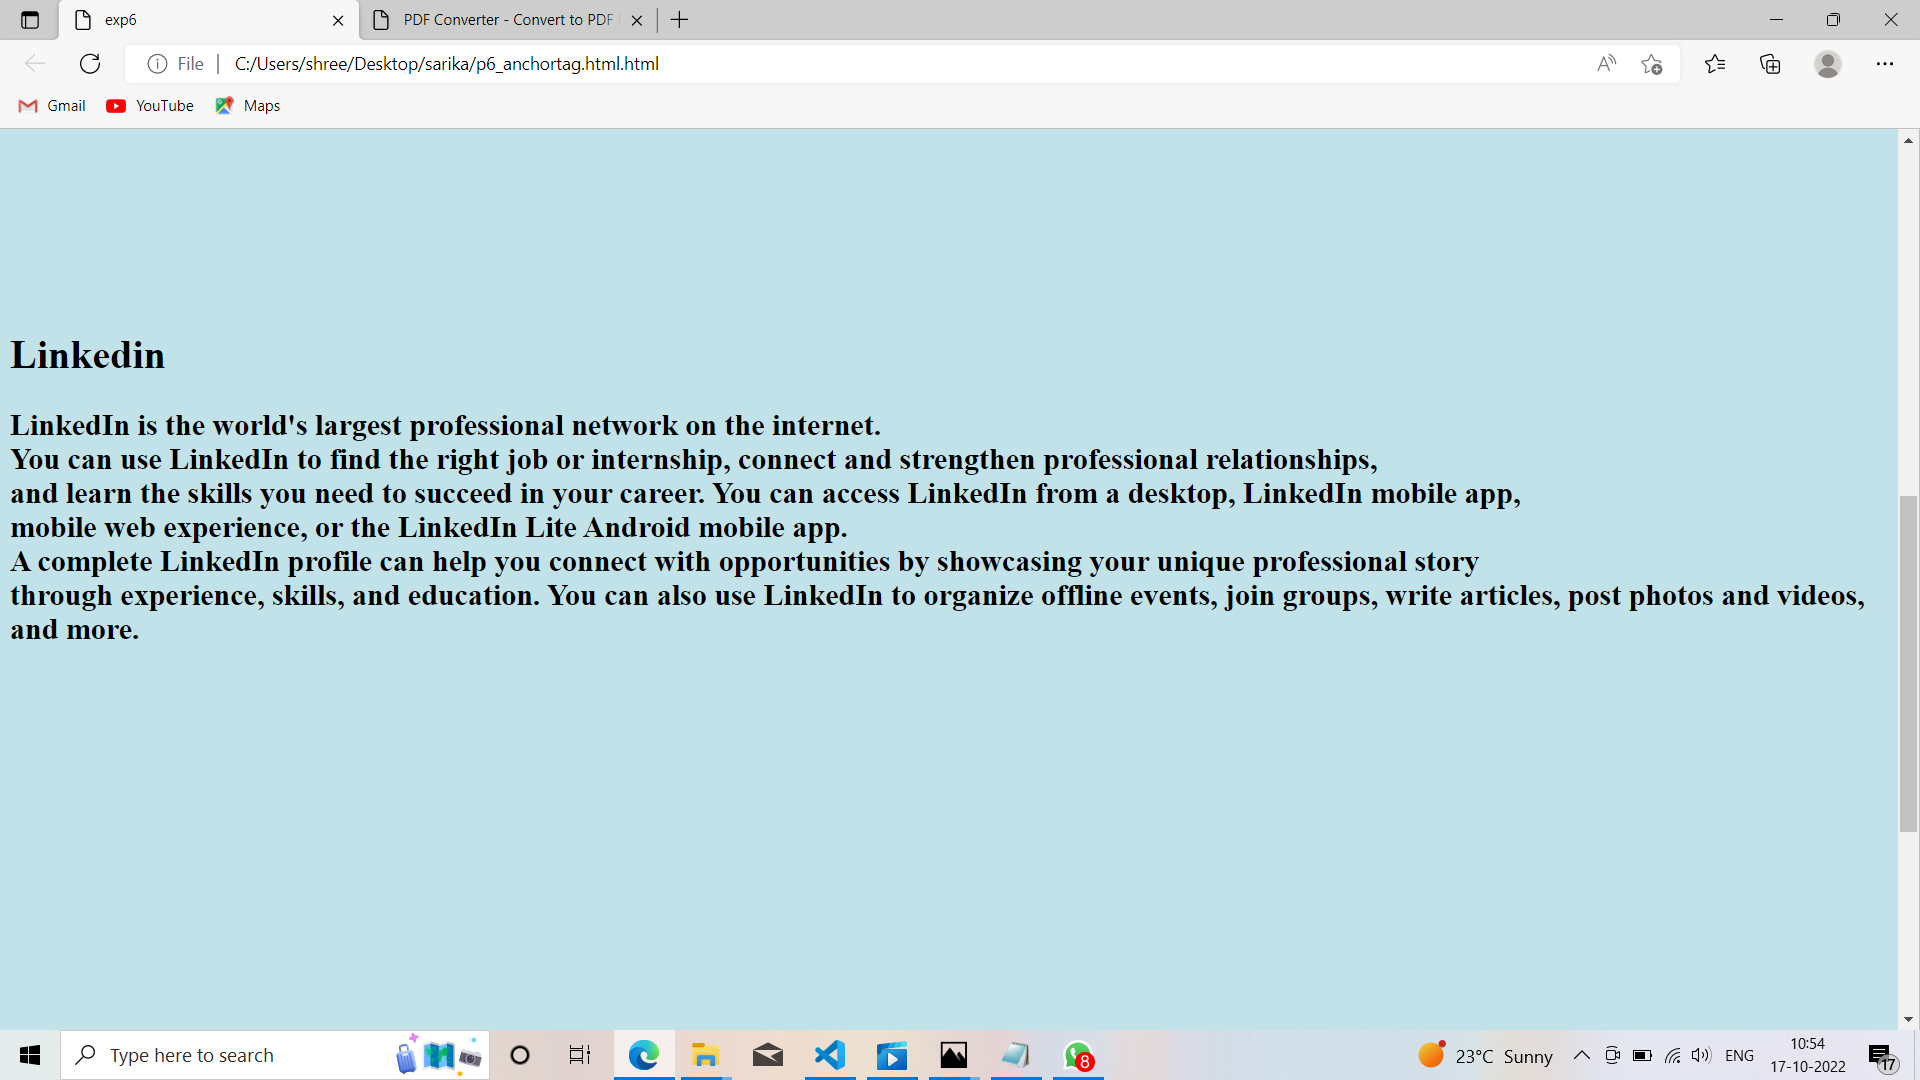 exp6
PDF Converter - Convert to PDF
File
C:/Users/shree/Desktop/sarika/p6_anchortag.html.html
Gmail
YouTube
Maps
Linkedin
LinkedIn is the world's largest professional network on the internet.
You can use LinkedIn to find the right job or internship, connect and strengthen professional relationships,
and learn the skills you need to succeed in your career. You can access LinkedIn from a desktop, LinkedIn mobile app,
mobile web experience, or the LinkedIn Lite Android mobile app.
A complete LinkedIn profile can help you connect with opportunities by showcasing your unique professional story
through experience, skills, and education. You can also use LinkedIn to organize offline events, join groups, write articles, post photos and videos,
and more.
Type here to search
8
23°C Sunny
ENG
10:54
17-10-2022
17